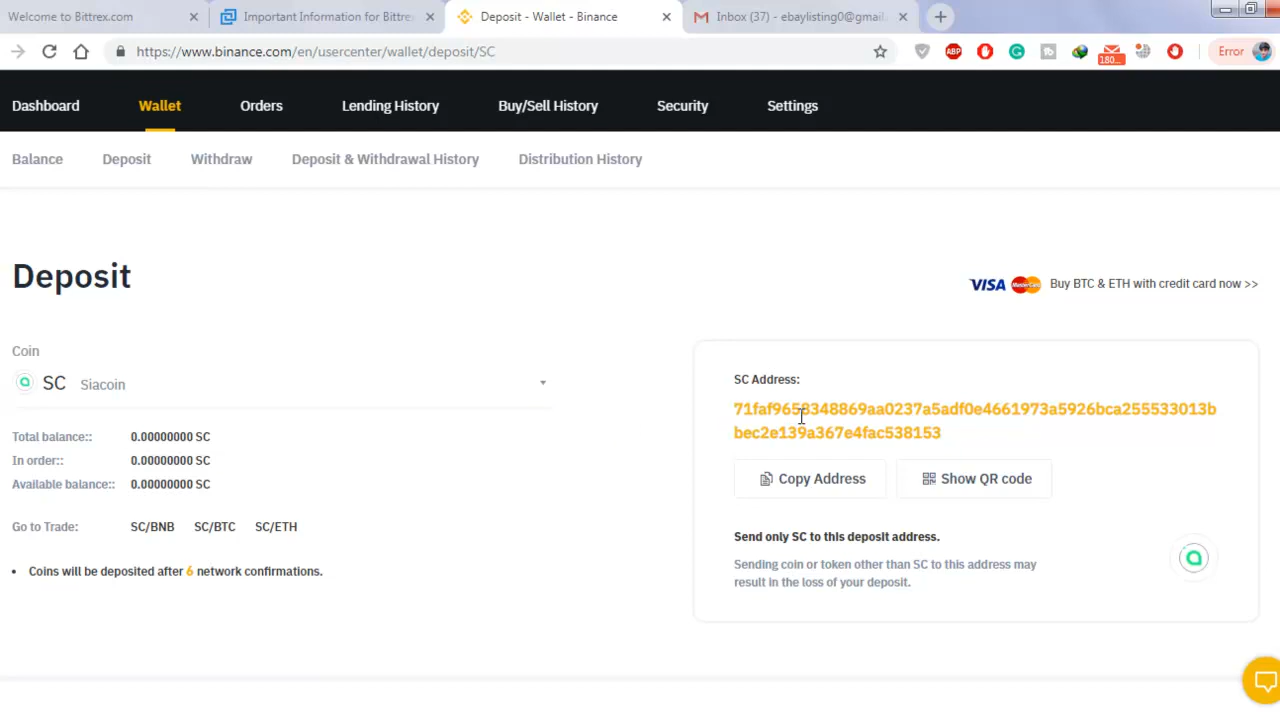 Welcome to Bittrex.com
Important Information for Bittre
Deposit - Wallet - Binance
Inbox (37) - ebaylisting0@gmail.
https://www.binance.com/en/usercenter/wallet/deposit/SC
ABP
180...
Error
Dashboard
Wallet
Orders
Lending History
Buy/Sell History
Security
Settings
Balance
Deposit
Withdraw
Deposit & Withdrawal History
Distribution History
Deposit
VISA
MasterCard
Buy BTC & ETH with credit card now >>
Coin
SC Siacoin
Total balance:: 0.00000000 SC
In order:: 0.00000000 SC
Available balance:: 0.00000000 SC
Go to Trade: SC/BNB SC/BTC SC/ETH
• Coins will be deposited after 6 network confirmations.
SC Address:
71faf9658348869aa0237a5adf0e4661973a5926bca255533013b
bec2e139a367e4fac538153
Copy Address
Show QR code
Send only SC to this deposit address.
Sending coin or token other than SC to this address may
result in the loss of your deposit.